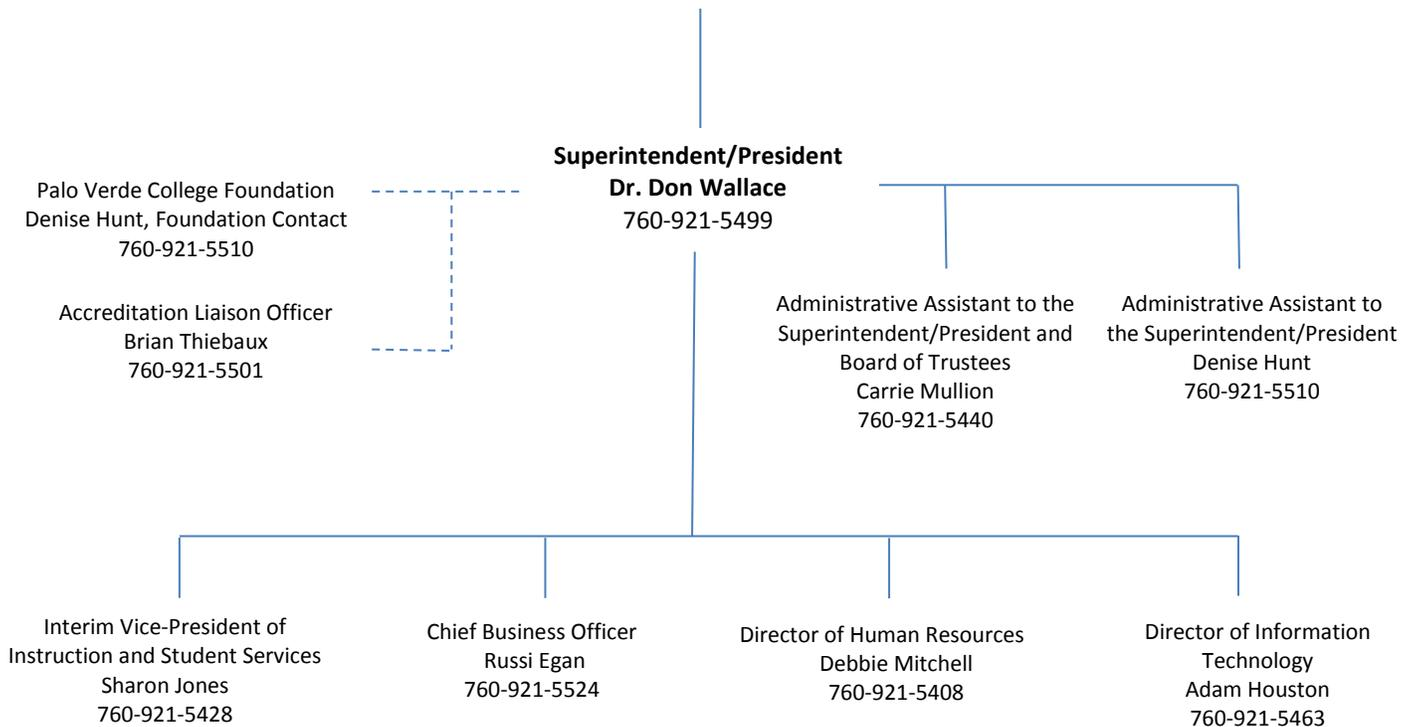 Superintendent/President
Dr. Don Wallace
760-921-5499
Palo Verde College Foundation
Denise Hunt, Foundation Contact
760-921-5510
Accreditation Liaison Officer
Brian Thiebaux
760-921-5501
Administrative Assistant to the
Superintendent/President and
Board of Trustees
Carrie Mullion
760-921-5440
Administrative Assistant to
the Superintendent/President
Denise Hunt
760-921-5510
Interim Vice-President of
Instruction and Student Services
Sharon Jones
760-921-5428
Chief Business Officer
Russi Egan
760-921-5524
Director of Human Resources
Debbie Mitchell
760-921-5408
Director of Information
Technology
Adam Houston
760-921-5463